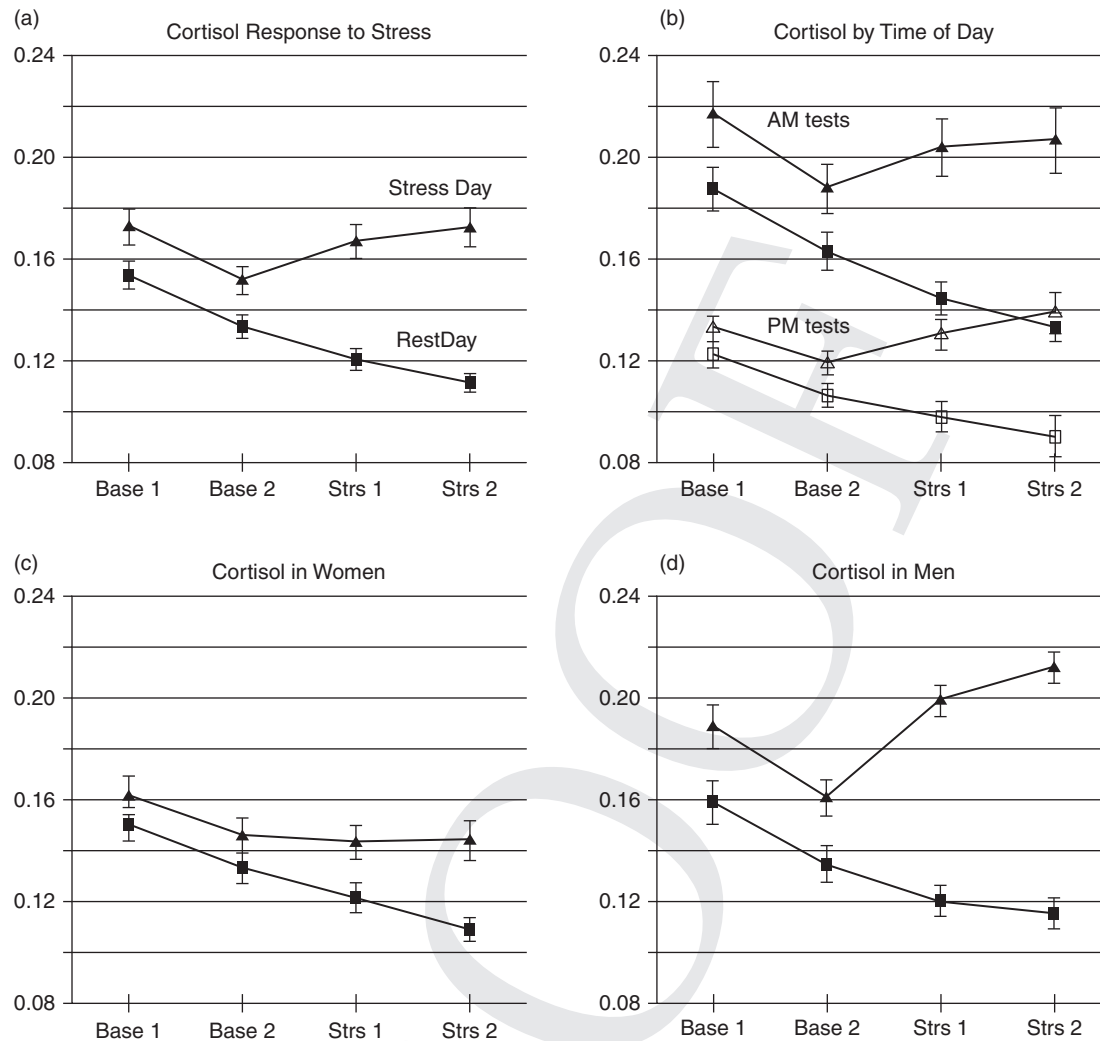 (a)
Cortisol Response to Stress
0.24
0.20
0.16
0.12
0.08
Stress Day
RestDay
Base 1 Base 2 Strs 1 Strs 2
(b)
Cortisol by Time of Day
0.24
0.20
0.16
0.12
0.08
AM tests
PM tests
Base 1 Base 2 Strs 1 Strs 2
(c)
Cortisol in Women
0.24
0.20
0.16
0.12
0.08
Base 1 Base 2 Strs 1 Strs 2
(d)
Cortisol in Men
0.24
0.20
0.16
0.12
0.08
Base 1 Base 2 Strs 1 Strs 2
OOF